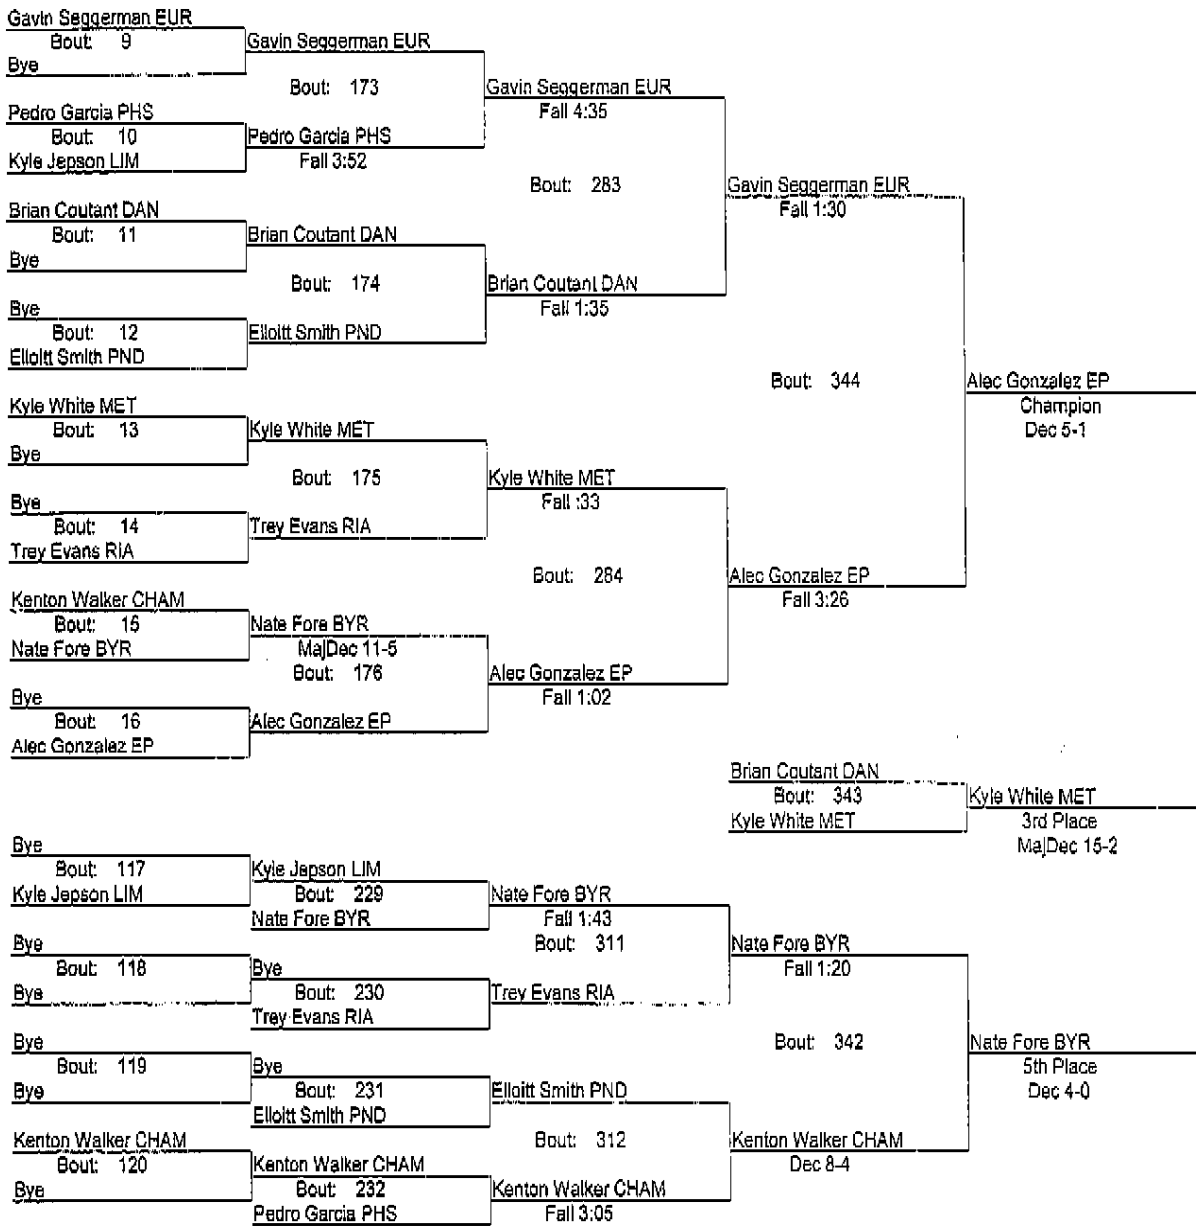 Gavin Seggerman EUR
Bout: 9
Bye
Gavin Seggerman EUR
Bout: 173
Pedro Garcia PHS
Bout: 10
Kyle Jepson LIM
Pedro Garcia PHS
Fall 3:52
Gavin Seggerman EUR
Fall 4:35
Bout: 283
Brian Coutant DAN
Bout: 11
Bye
Brian Coutant DAN
Bout: 174
Bye
Bout: 12
Elloitt Smith PND
Elloitt Smith PND
Brian Coutant DAN
Fall 1:35
Gavin Seggerman EUR
Fall 1:30
Bout: 344
Kyle White MET
Bout: 13
Bye
Kyle White MET
Bout: 175
Bye
Bout: 14
Trey Evans RIA
Trey Evans RIA
Kyle White MET
Fall :33
Bout: 284
Kenton Walker CHAM
Bout: 15
Nate Fore BYR
Nate Fore BYR
MajDec 11-5
Bout: 176
Bye
Bout: 16
Alec Gonzalez EP
Alec Gonzalez EP
Alec Gonzalez EP
Fall 1:02
Alec Gonzalez EP
Fall 3:26
Alec Gonzalez EP
Champion
Dec 5-1
Brian Coutant DAN
Bout: 343
Kyle White MET
Kyle White MET
3rd Place
MajDec 15-2
Bye
Bout: 117
Kyle Jepson LIM
Kyle Jepson LIM
Bout: 229
Nate Fore BYR
Nate Fore BYR
Fall 1:43
Bout: 311
Bye
Bout: 118
Bye
Bye
Bout: 230
Trey Evans RIA
Trey Evans RIA
Nate Fore BYR
Fall 1:20
Bout: 342
Bye
Bout: 119
Bye
Bye
Bout: 231
Elloitt Smith PND
Elloitt Smith PND
Bout: 312
Kenton Walker CHAM
Bout: 120
Bye
Kenton Walker CHAM
Bout: 232
Pedro Garcia PHS
Kenton Walker CHAM
Fall 3:05
Kenton Walker CHAM
Dec 8-4
Nate Fore BYR
5th Place
Dec 4-0